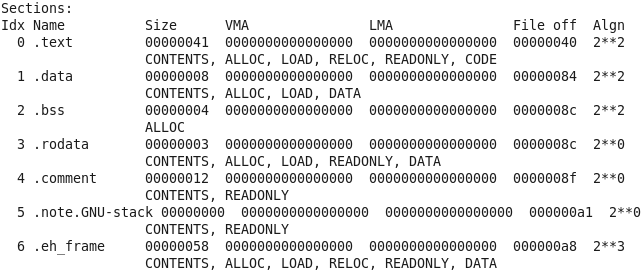 Sections:
Idx Name          Size      VMA               LMA               File off  Algn
  0 .text         00000041  0000000000000000  0000000000000000  00000040  2**2
                  CONTENTS, ALLOC, LOAD, RELOC, READONLY, CODE
  1 .data         00000008  0000000000000000  0000000000000000  00000084  2**2
                  CONTENTS, ALLOC, LOAD, DATA
  2 .bss          00000004  0000000000000000  0000000000000000  0000008c  2**2
                  ALLOC
  3 .rodata       00000003  0000000000000000  0000000000000000  0000008c  2**0
                  CONTENTS, ALLOC, LOAD, READONLY, DATA
  4 .comment      00000012  0000000000000000  0000000000000000  0000008f  2**0
                  CONTENTS, READONLY
  5 .note.GNU-stack 00000000  0000000000000000  0000000000000000  000000a1  2**0
                  CONTENTS, READONLY
  6 .eh_frame     00000058  0000000000000000  0000000000000000  000000a8  2**3
                  CONTENTS, ALLOC, LOAD, RELOC, READONLY, DATA